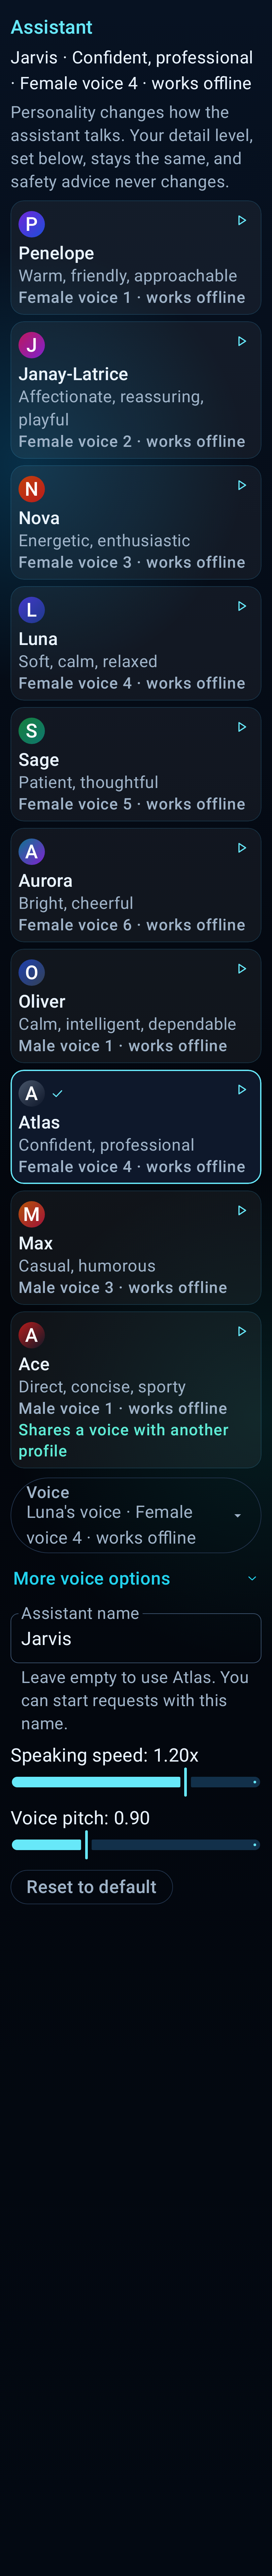 Assistant
Jarvis · Confident, professional
· Female voice 4 · works offline
Personality changes how the
assistant talks. Your detail level,
set below, stays the same, and
safety advice never changes.
P
Penelope
Warm, friendly, approachable
Female voice 1 · works offline
J
Janay-Latrice
Affectionate, reassuring,
playful
Female voice 2 · works offline
N
Nova
Energetic, enthusiastic
Female voice 3 · works offline
L
Luna
Soft, calm, relaxed
Female voice 4 · works offline
S
Sage
Patient, thoughtful
Female voice 5 · works offline
A
Aurora
Bright, cheerful
Female voice 6 · works offline
O
Oliver
Calm, intelligent, dependable
Male voice 1 · works offline
A
Atlas
Confident, professional
Female voice 4 · works offline
M
Max
Casual, humorous
Male voice 3 · works offline
A
Ace
Direct, concise, sporty
Male voice 1 · works offline
Shares a voice with another
profile
Voice
Luna's voice · Female
voice 4 · works offline
More voice options
Assistant name
Jarvis
Leave empty to use Atlas. You
can start requests with this
name.
Speaking speed: 1.20x
Voice pitch: 0.90
Reset to default